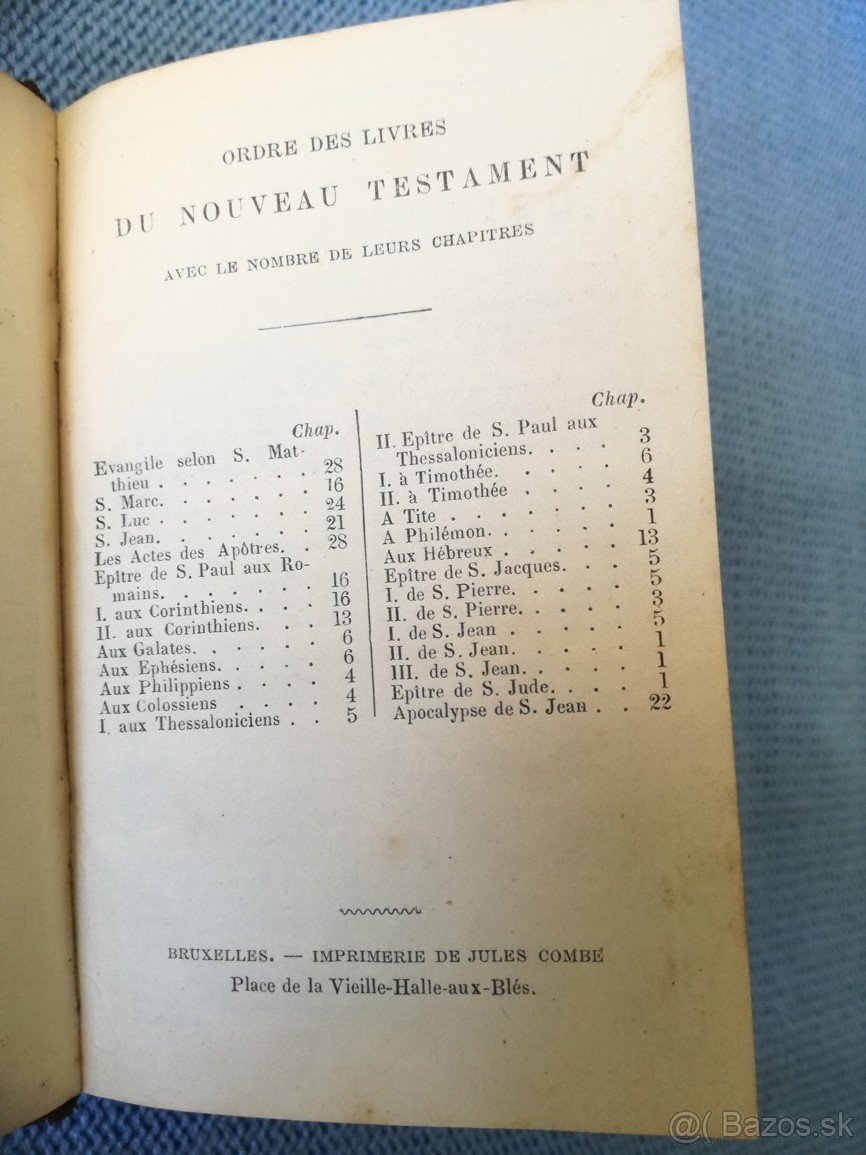 ORDRE DES LIVRES
DU NOUVEAU TESTAMENT
AVEC LE NOMBRE DE LEURS CHAPITRES
Chap.
Evangile selon S. Mat-
thieu . . . . . . . 28
S. Marc. . . . . . . 16
S. Luc . . . . . . . 24
S. Jean. . . . . . . 21
Les Actes des Apôtres. . 28
Epître de S. Paul aux Ro-
mains. . . . . . . 16
I. aux Corinthiens. . . . 16
II. aux Corinthiens. . . 13
Aux Galates. . . . . . 6
Aux Ephésiens. . . . . 6
Aux Philippiens . . . . 4
Aux Colossiens . . . . 4
I. aux Thessaloniciens . . 5
Chap.
II. Epître de S. Paul aux
Thessaloniciens. . . . 3
I. à Timothée. . . . . 6
II. à Timothée . . . . 4
A Tite . . . . . . . 3
A Philémon. . . . . . 1
Aux Hébreux . . . . . 13
Epître de S. Jacques. . . 5
I. de S. Pierre. . . . . 5
II. de S. Pierre. . . . . 3
I. de S. Jean . . . . . 5
II. de S. Jean. . . . . 1
III. de S. Jean. . . . . 1
Epître de S. Jude. . . . 1
Apocalypse de S. Jean . . 22
BRUXELLES. — IMPRIMERIE DE JULES COMBE
Place de la Vieille-Halle-aux-Blés.
@( Bazos.sk